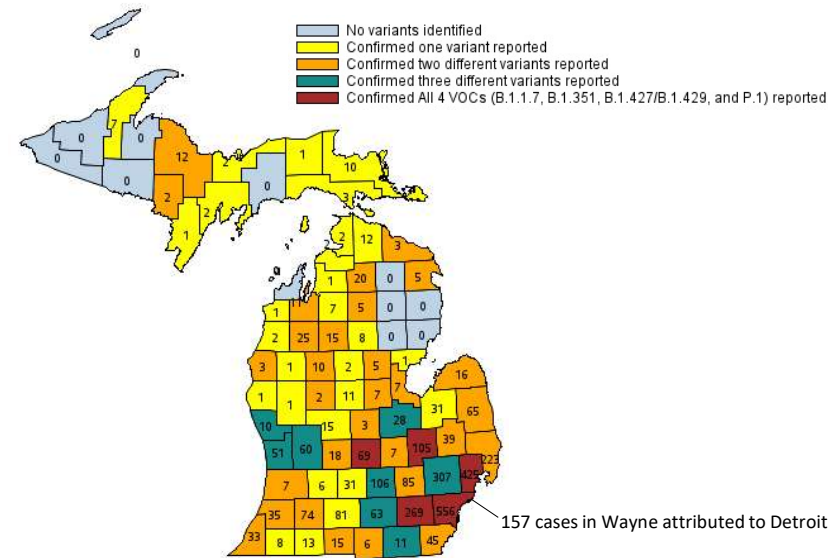 No variants identified
Confirmed one variant reported
Confirmed two different variants reported
Confirmed three different variants reported
Confirmed All 4 VOCs (B.1.1.7, B.1.351, B.1.427/B.1.429, and P.1) reported
0
7
0 0
0
0
12
2
1
10
0
2
3
2
1
2 12 3
1 20 0 5
1 11 7 5 0 0
2 25 15 8 0 0
3 1 10 2 5 1
16
1 1 2 11 7 7
31 65
10 15 3 28
39
51 60 18 69 7 105
223
7 6 31 106 85 307 425
35 74 81 63 269 556
157 cases in Wayne attributed to Detroit
33 8 13 15 6 11 45